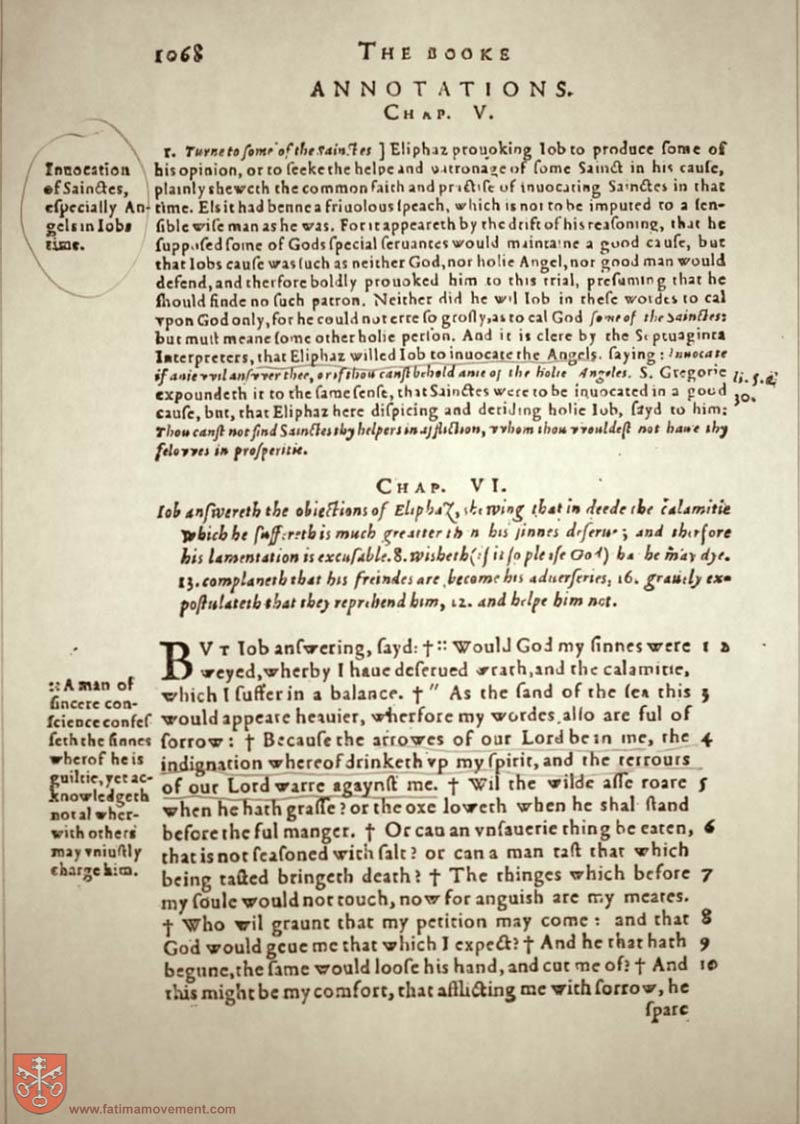 1068
THE BOOKE
ANNOTATIONS.
CHAP. V.
Inuocation
of Sainctes,
especially An-
gels in Iobs
time.
1. Turne to some of the Sainctes ] Eliphaz prouoking Iob to produce some of
his opinion, or to seeke the helpe and patronage of some Sainct in his cause,
plainly sheweth the common faith and practise of inuocating Sainctes in that
time. Els it had benne a friuolous speach, which is not to be imputed to a sen-
sible wise man as he was. For it appeareth by the drift of his reasoning, that he
supposed some of Gods special seruantes would maintaine a good cause, but
that Iobs cause was such as neither God, nor holie Angel, nor good man would
defend, and therfore boldly prouoked him to this trial, presuming that he
should finde no such patron. Neither did he wil Iob in these wordes to cal
vpon God only, for he could not erre so grosly, as to cal God some of the Sainctes:
but must meane some other holie person. And it is clere by the Septuaginta
Interpreters, that Eliphaz willed Iob to inuocate the Angels. saying: Inuocate
if anie wil answer thee, or if thou canst behold anie of the holie Angeles. S. Gregorie
expoundeth it to the same sense, that Sainctes were to be inuocated in a good
cause, but, that Eliphaz here dispicing and deriding holie Iob, sayd to him:
Thou canst not find Sainctes thy helpers in affliction, vvhom thou vvouldest not haue thy
felovves in prosperitie.
li. 5. c.
30.
CHAP. VI.
Iob answereth the obiections of Eliphaz, shewing that in deede the calamitie
which he suffereth is much greatter th n his sinnes deserue; and therfore
his lamentation is excusable. 8. Wisheth (if it so please God) ha he may dye.
13. complaneth that his freindes are become his aduerseries, 16. grauely ex-
postulateth that they reprehend him, 12. and helpe him not.
:: A man of
sincere con-
science confes
seth the sinnes
wherof he is
guiltie, yet ac-
knowledgeth
not al wher-
with others
may vniustly
charge him.
BVT Iob answering, sayd: † :: Would God my sinnes were 1 2
weyed, wherby I haue deserued wrath, and the calamitie,
which I suffer in a balance. † " As the sand of the sea this 3
would appeare heauier, wherfore my wordes also are ful of
sorrow: † Because the arrowes of our Lord be in me, the 4
indignation whereof drinketh vp my spirit, and the terrours
of our Lord warre agaynst me. † Wil the wilde asse roare 5
when he hath grasse? or the oxe loweth when he shal stand
before the ful manger. † Or can an vnsauerie thing be eaten, 6
that is not seasoned with salt? or can a man tast that which
being tasted bringeth death? † The thinges which before 7
my soule would not touch, now for anguish are my meates.
† Who wil graunt that my petition may come: and that 8
God would geue me that which I expect? † And he that hath 9
begune, the same would loose his hand, and cut me of? † And 10
this might be my comfort, that afflicting me with sorrow, he
spare
www.fatimamovement.com